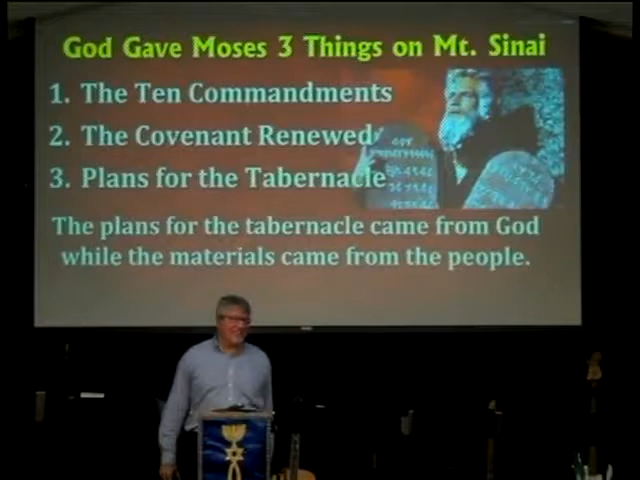 God Gave Moses 3 Things on Mt. Sinai
1. The Ten Commandments
2. The Covenant Renewed
3. Plans for the Tabernacle
The plans for the tabernacle came from God
while the materials came from the people.